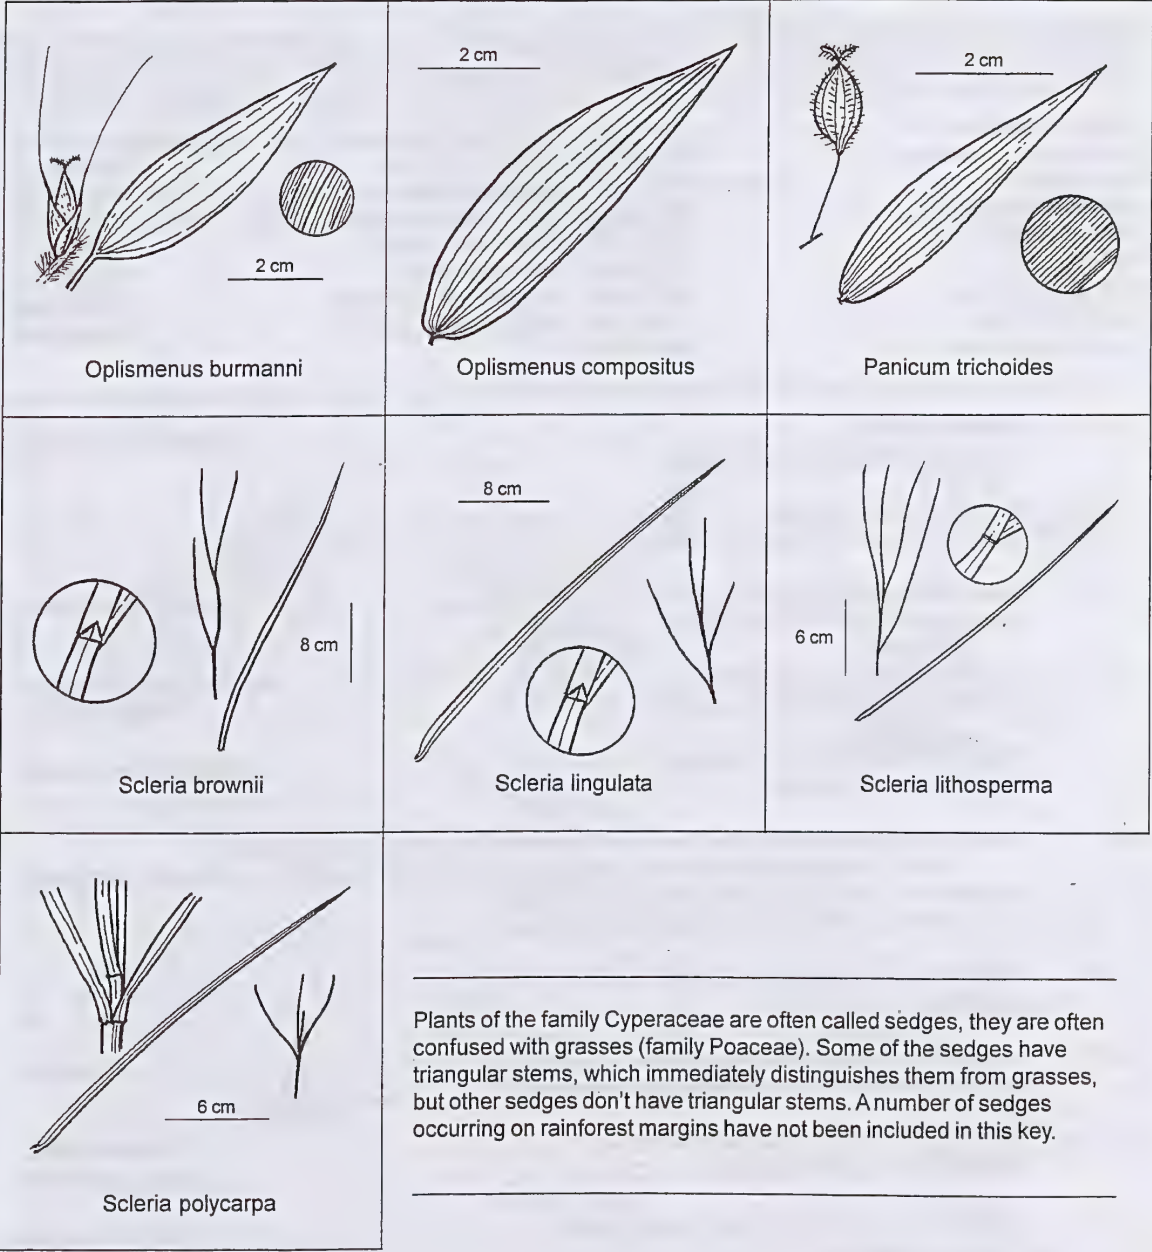 2 cm
Oplismenus burmanni
2 cm
Oplismenus compositus
2 cm
Panicum trichoides
8 cm
Scleria brownii
8 cm
Scleria lingulata
6 cm
Scleria lithosperma
6 cm
Scleria polycarpa
Plants of the family Cyperaceae are often called sedges, they are often
confused with grasses (family Poaceae). Some of the sedges have
triangular stems, which immediately distinguishes them from grasses,
but other sedges don't have triangular stems. A number of sedges
occurring on rainforest margins have not been included in this key.